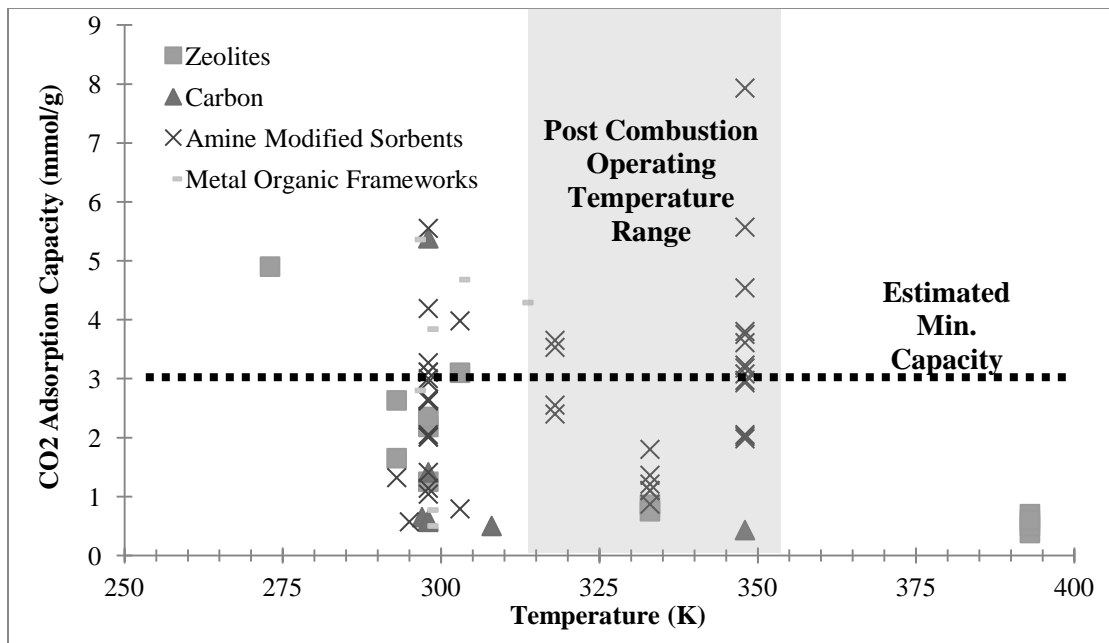 CO2 Adsorption Capacity (mmol/g)
9
8
7
6
5
4
3
2
1
0
Zeolites
Carbon
Amine Modified Sorbents
Metal Organic Frameworks
Post Combustion
Operating
Temperature
Range
Estimated
Min.
Capacity
250
275
300
325
350
375
400
Temperature (K)